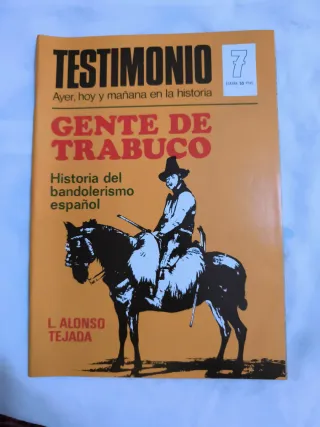 TESTIMONIO
Ayer, hoy y mañana en la historia
7
GENTE DE
TRABUCO
Historia del
bandolerismo
español
L. ALONSO
TEJADA